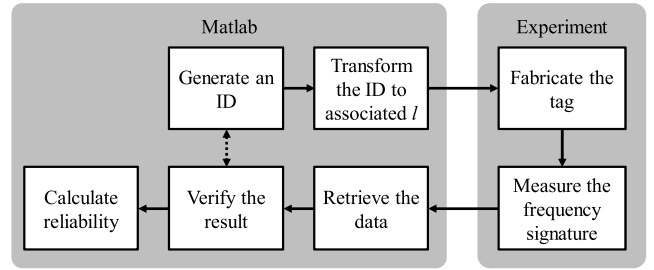 Matlab
Experiment
Generate an
ID
Transform
the ID to
associated l
Fabricate the
tag
Calculate
reliability
Verify the
result
Retrieve the
data
Measure the
frequency
signature